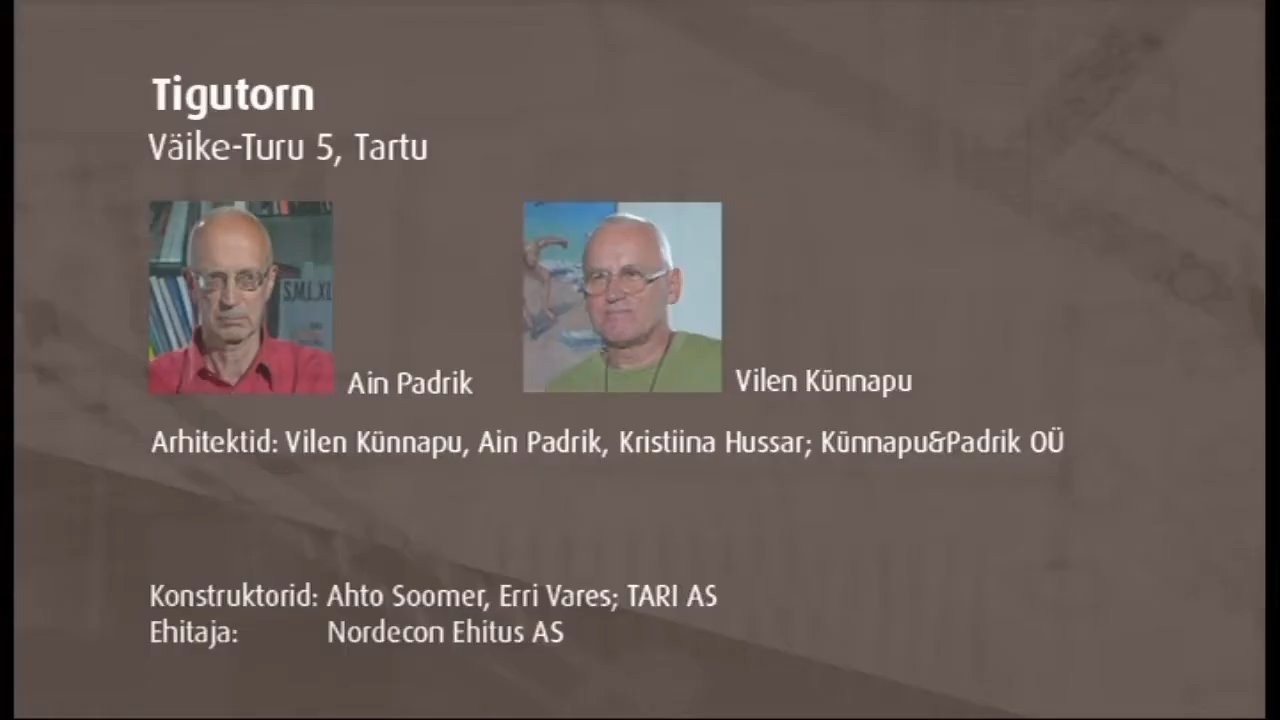 Tigutorn
Väike-Turu 5, Tartu
S,M,L,XL
Ain Padrik
Vilen Künnapu
Arhitektid: Vilen Künnapu, Ain Padrik, Kristiina Hussar; Künnapu&Padrik OÜ
Konstruktorid: Ahto Soomer, Erri Vares; TARI AS
Ehitaja: Nordecon Ehitus AS